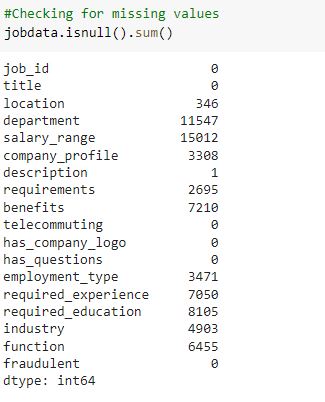 #Checking for missing values
jobdata.isnull().sum()
job_id 0
title 0
location 346
department 11547
salary_range 15012
company_profile 3308
description 1
requirements 2695
benefits 7210
telecommuting 0
has_company_logo 0
has_questions 0
employment_type 3471
required_experience 7050
required_education 8105
industry 4903
function 6455
fraudulent 0
dtype: int64